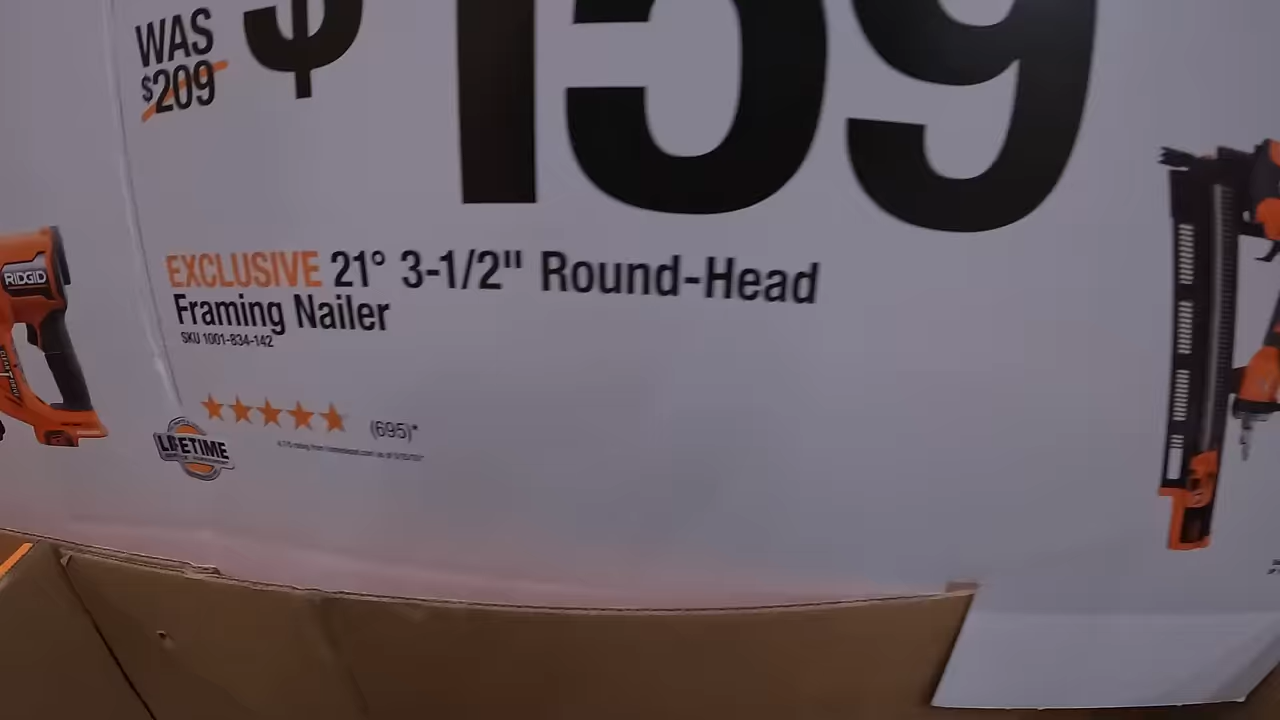 WAS
$209
$159
RIDGID
EXCLUSIVE 21° 3-1/2" Round-Head
Framing Nailer
SKU 1001-834-142
(695)*
LIFETIME